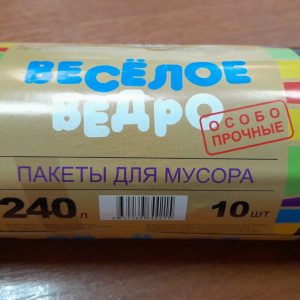 ВЕСЁЛОЕ
ВЕДРО
ОСОБО
ПРОЧНЫЕ
ПАКЕТЫ ДЛЯ МУСОРА
240 л
10 шт